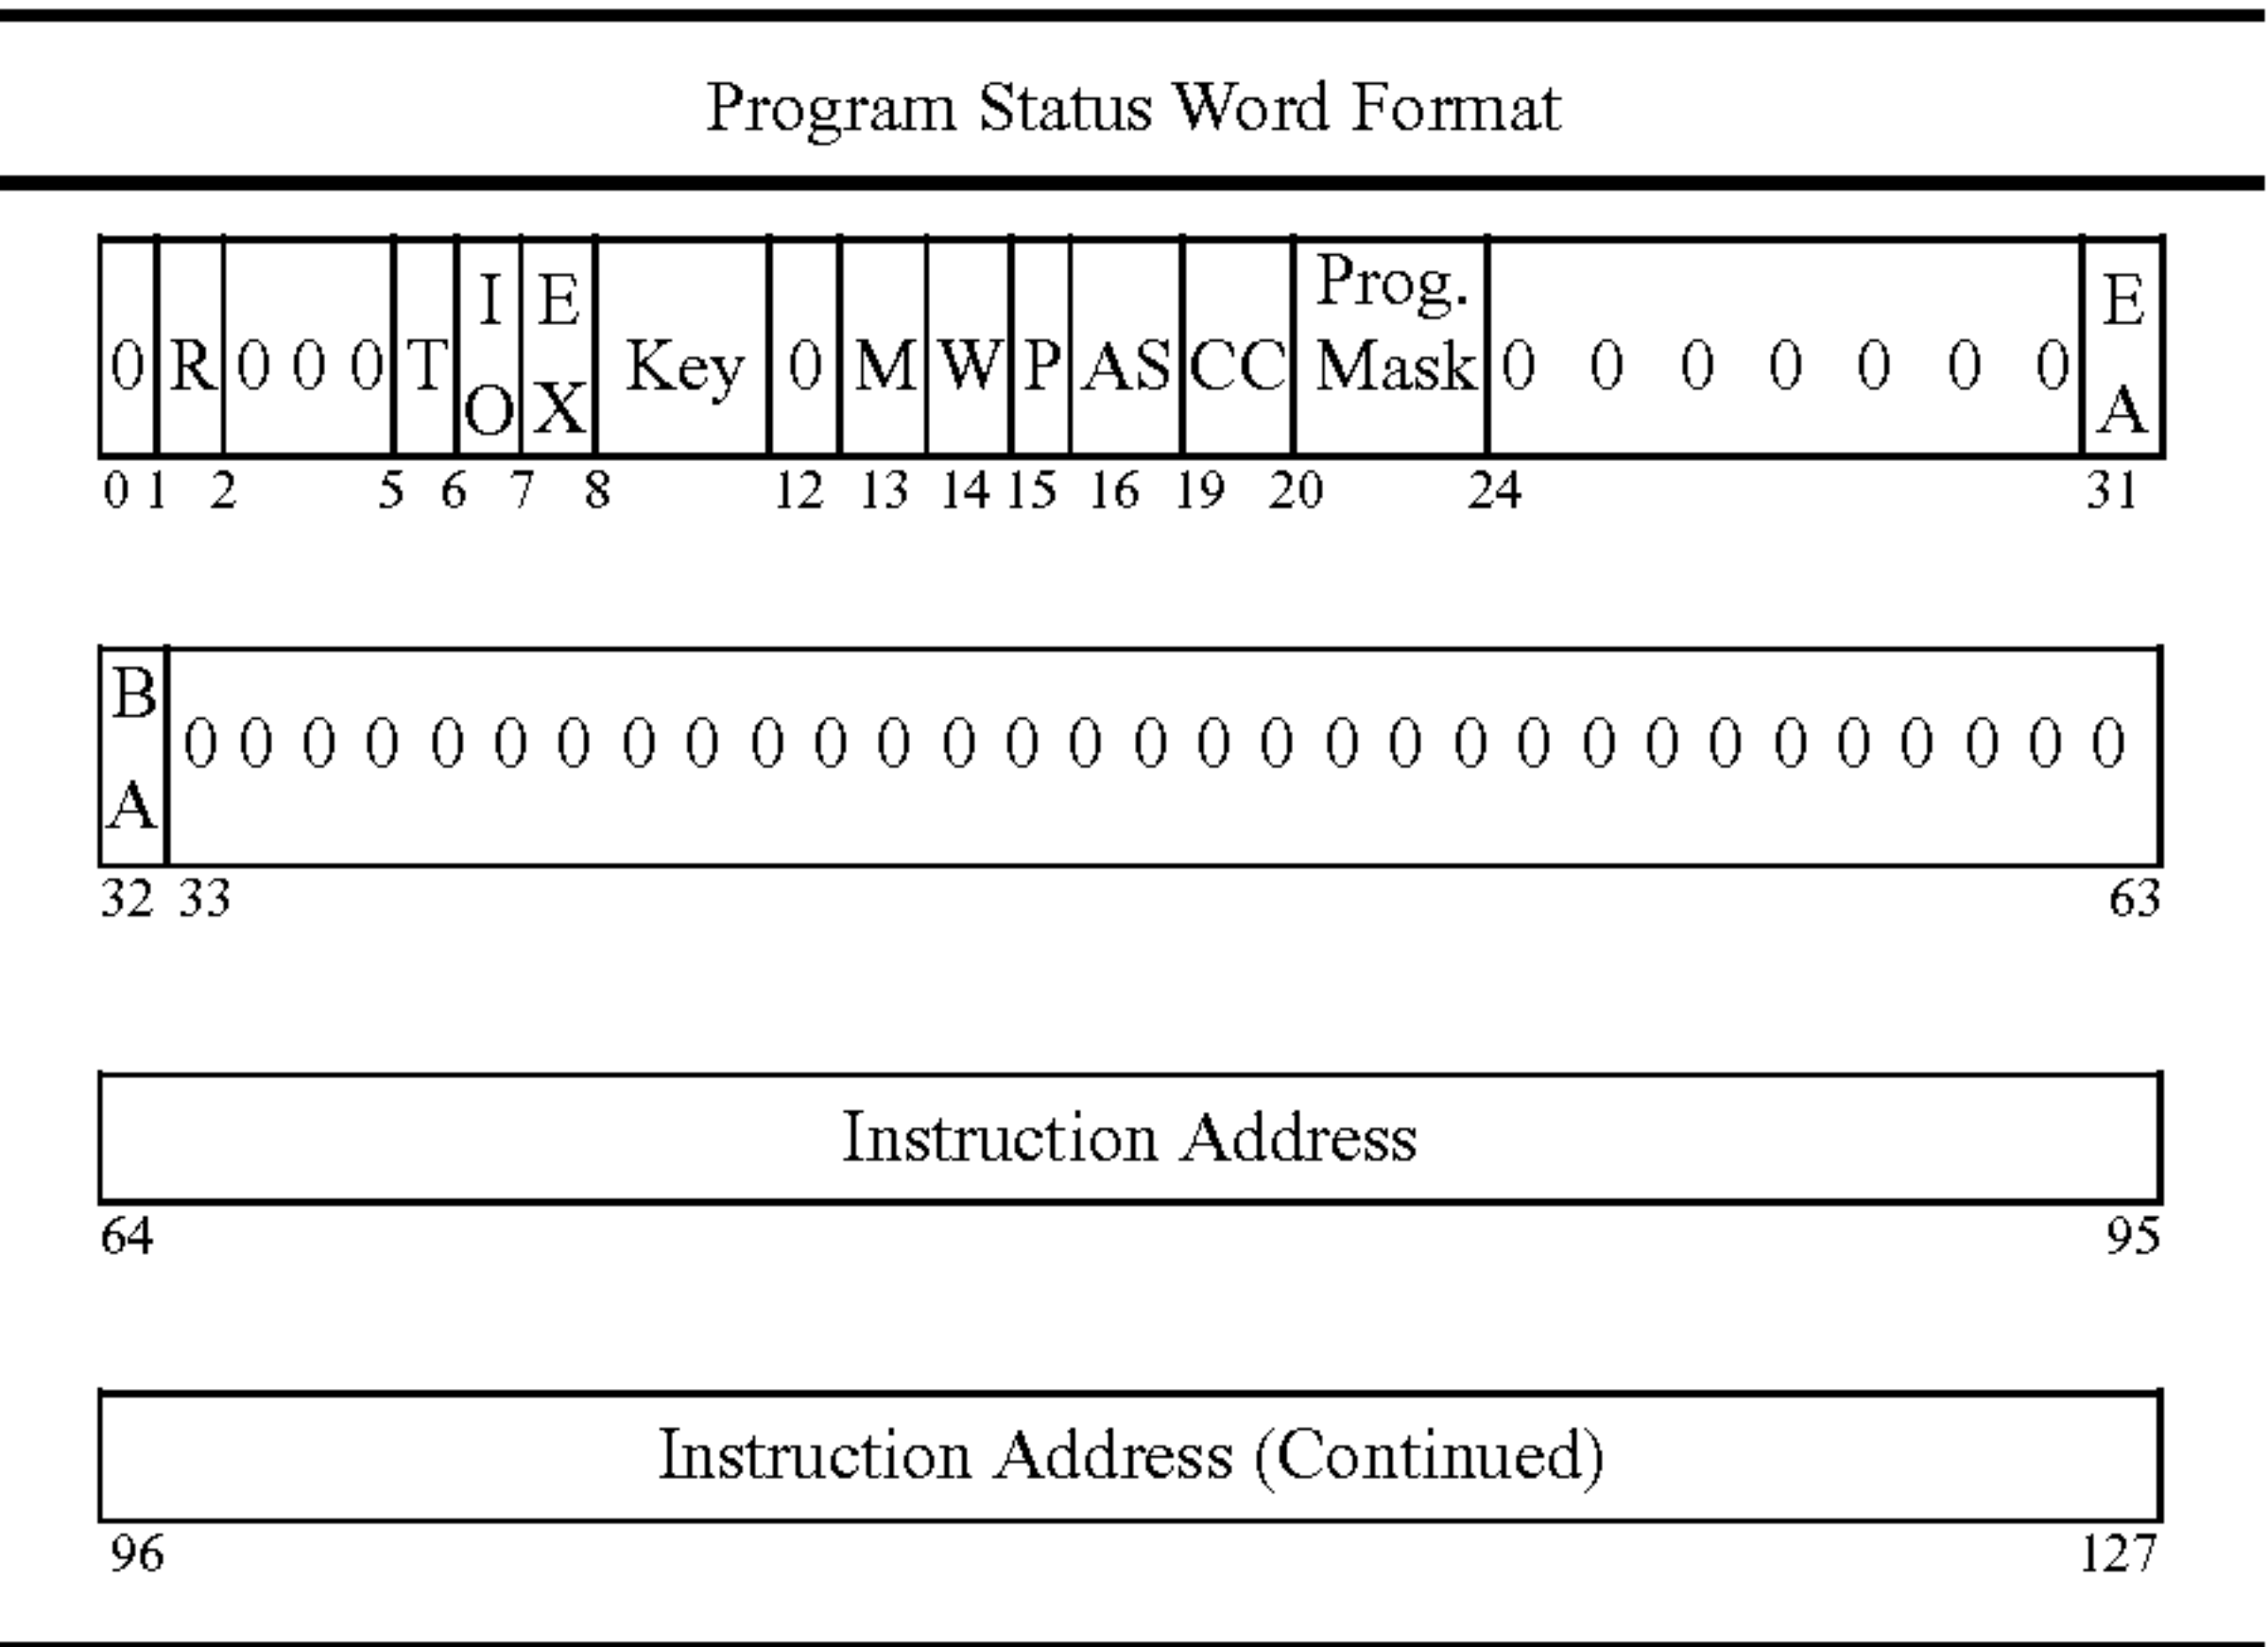 Program Status Word Format
I E Prog. E
0 R 0 0 0 T Key 0 M W P AS CC Mask 0 0 0 0 0 0 0
O X A
0 1 2 5 6 7 8 12 13 14 15 16 19 20 24 31
B
0 0 0 0 0 0 0 0 0 0 0 0 0 0 0 0 0 0 0 0 0 0 0 0 0 0 0 0 0 0 0
A
32 33 63
Instruction Address
64 95
Instruction Address (Continued)
96 127